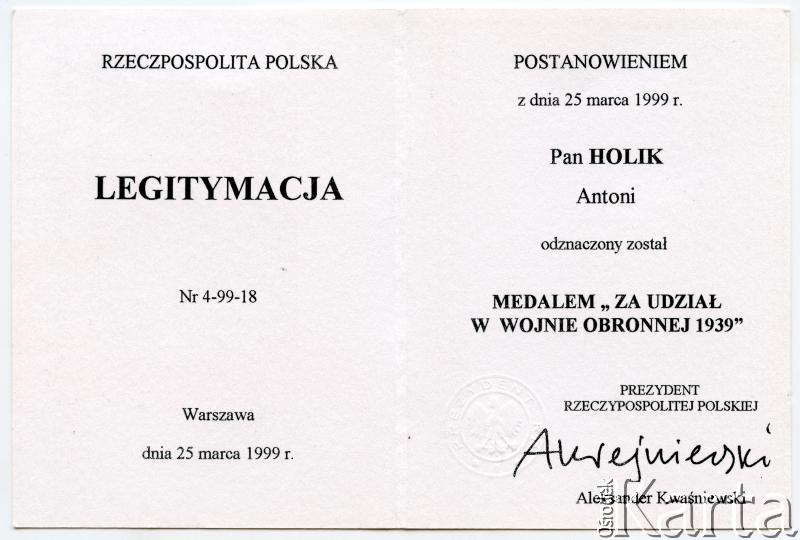 RZECZPOSPOLITA POLSKA
LEGITYMACJA
Nr 4-99-18
Warszawa
dnia 25 marca 1999 r.
POSTANOWIENIEM
z dnia 25 marca 1999 r.
Pan HOLIK
Antoni
odznaczony został
MEDALEM „ ZA UDZIAŁ
W WOJNIE OBRONNEJ 1939”
PREZYDENT
RZECZYPOSPOLITEJ POLSKIEJ
Aleksander Kwaśniewski
Ośrodek
Karta